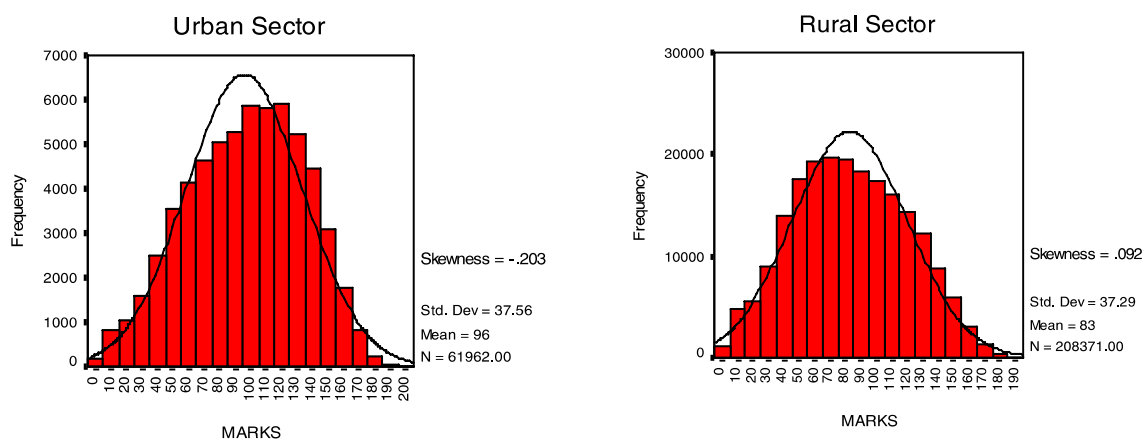 Urban Sector
7000
6000
5000
4000
3000
2000
1000
0
Frequency
0 10 20 30 40 50 60 70 80 90 100 110 120 130 140 150 160 170 180 190 200
MARKS
Skewness = -.203
Std. Dev = 37.56
Mean = 96
N = 61962.00
Rural Sector
30000
20000
10000
0
Frequency
0 10 20 30 40 50 60 70 80 90 100 110 120 130 140 150 160 170 180 190
MARKS
Skewness = .092
Std. Dev = 37.29
Mean = 83
N = 208371.00